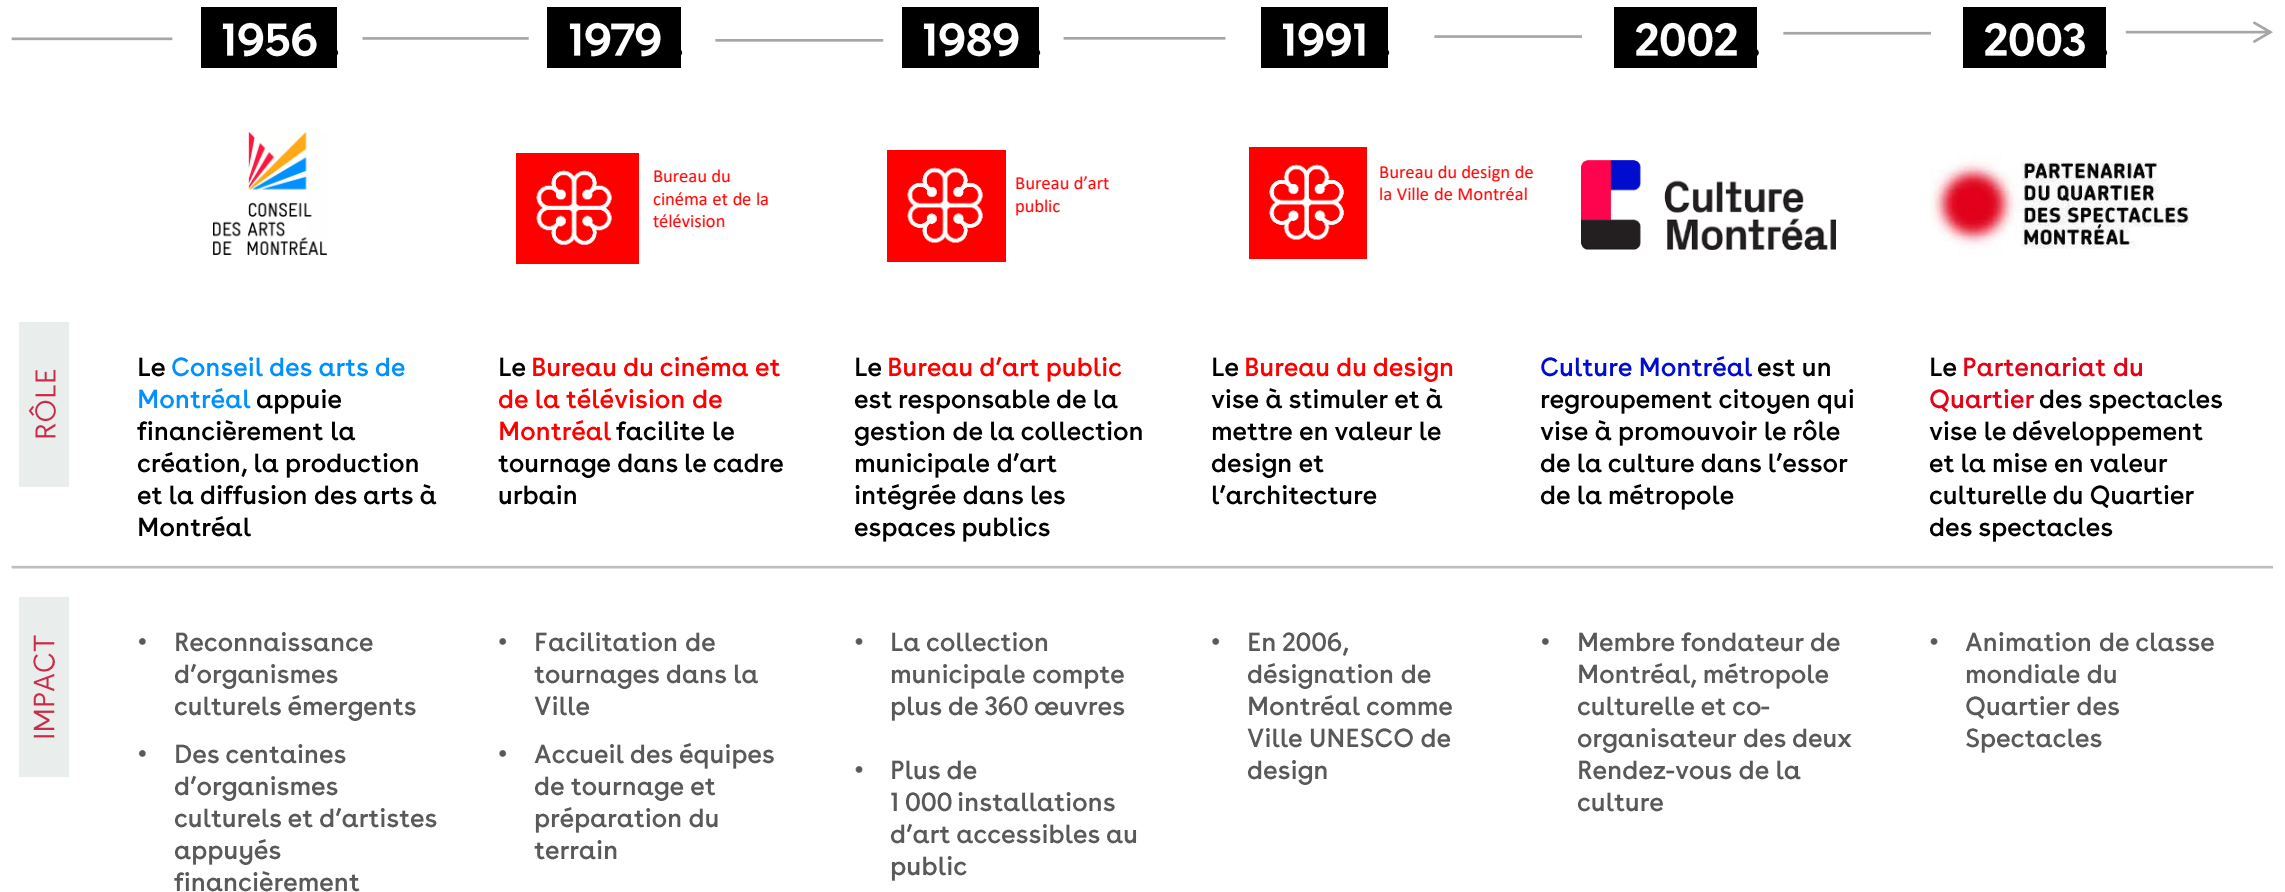 1956
1979
1989
1991
2002
2003
CONSEIL
DES ARTS
DE MONTRÉAL
Bureau du
cinéma et de la
télévision
Bureau d’art
public
Bureau du design de
la Ville de Montréal
Culture
Montréal
PARTENARIAT
DU QUARTIER
DES SPECTACLES
MONTRÉAL
RÔLE
Le Conseil des arts de
Montréal appuie
financièrement la
création, la production
et la diffusion des arts à
Montréal
Le Bureau du cinéma et
de la télévision de
Montréal facilite le
tournage dans le cadre
urbain
Le Bureau d’art public
est responsable de la
gestion de la collection
municipale d’art
intégrée dans les
espaces publics
Le Bureau du design
vise à stimuler et à
mettre en valeur le
design et
l’architecture
Culture Montréal est un
regroupement citoyen qui
vise à promouvoir le rôle
de la culture dans l’essor
de la métropole
Le Partenariat du
Quartier des spectacles
vise le développement
et la mise en valeur
culturelle du Quartier
des spectacles
IMPACT
• Reconnaissance
d’organismes
culturels émergents
• Des centaines
d’organismes
culturels et d’artistes
appuyés
financièrement
• Facilitation de
tournages dans la
Ville
• Accueil des équipes
de tournage et
préparation du
terrain
• La collection
municipale compte
plus de 360 œuvres
• Plus de
1 000 installations
d’art accessibles au
public
• En 2006,
désignation de
Montréal comme
Ville UNESCO de
design
• Membre fondateur de
Montréal, métropole
culturelle et co-
organisateur des deux
Rendez-vous de la
culture
• Animation de classe
mondiale du
Quartier des
Spectacles